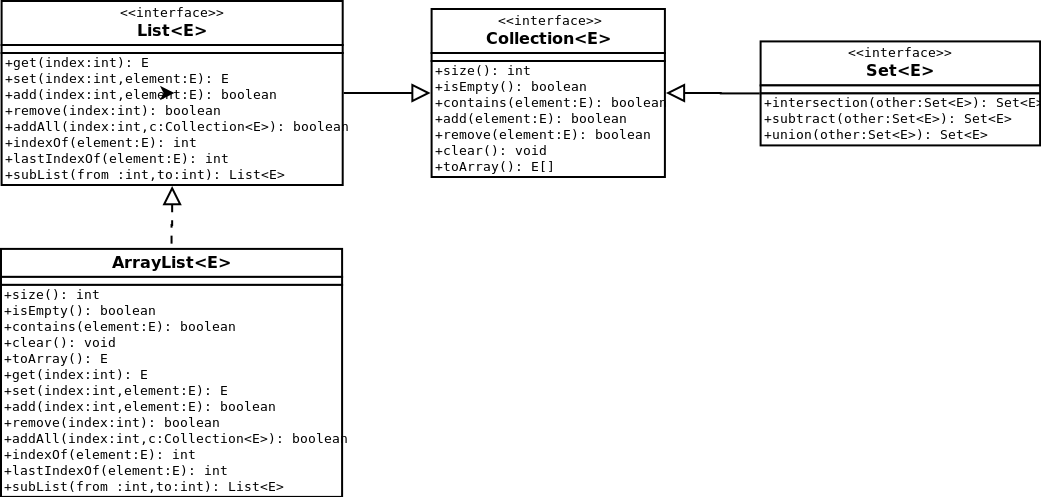 <<interface>>
List<E>
+get(index:int): E
+set(index:int,element:E): E
+add(index:int,element:E): boolean
+remove(index:int): boolean
+addAll(index:int,c:Collection<E>): boolean
+indexOf(element:E): int
+lastIndexOf(element:E): int
+subList(from :int,to:int): List<E>
<<interface>>
Collection<E>
+size(): int
+isEmpty(): boolean
+contains(element:E): boolean
+add(element:E): boolean
+remove(element:E): boolean
+clear(): void
+toArray(): E[]
<<interface>>
Set<E>
+intersection(other:Set<E>): Set<E>
+subtract(other:Set<E>): Set<E>
+union(other:Set<E>): Set<E>
ArrayList<E>
+size(): int
+isEmpty(): boolean
+contains(element:E): boolean
+clear(): void
+toArray(): E
+get(index:int): E
+set(index:int,element:E): E
+add(index:int,element:E): boolean
+remove(index:int): boolean
+addAll(index:int,c:Collection<E>): boolean
+indexOf(element:E): int
+lastIndexOf(element:E): int
+subList(from :int,to:int): List<E>